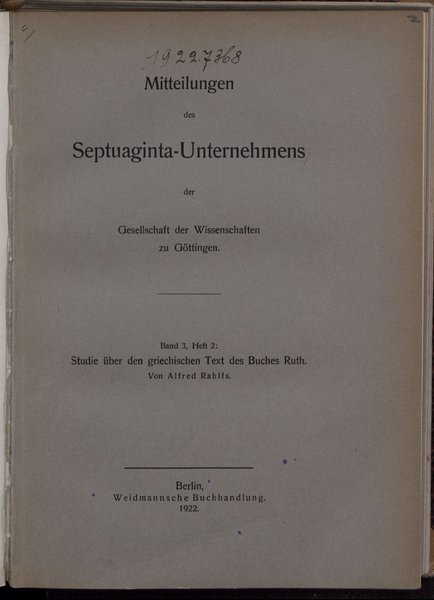 1922.7368
Mitteilungen
des
Septuaginta-Unternehmens
der
Gesellschaft der Wissenschaften
zu Göttingen.
Band 3, Heft 2:
Studie über den griechischen Text des Buches Ruth.
Von Alfred Rahlfs.
Berlin,
Weidmannsche Buchhandlung.
1922.